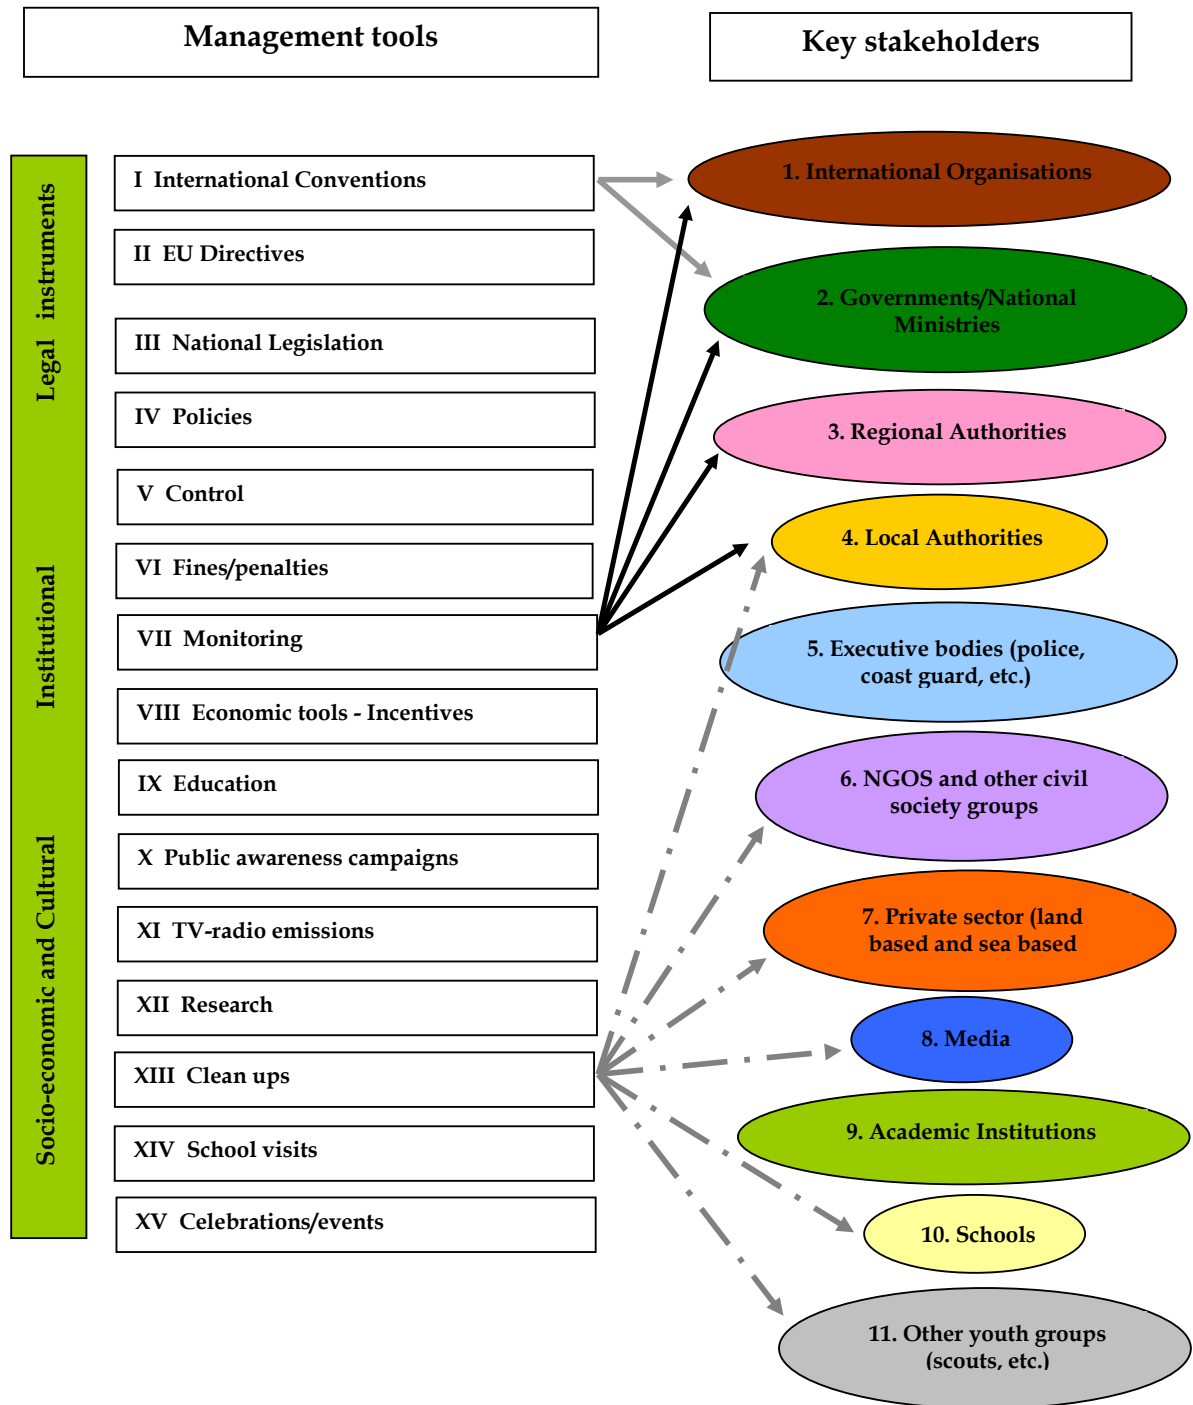 Management tools
Key stakeholders
Legal instruments
Institutional
Socio-economic and Cultural
I International Conventions
II EU Directives
III National Legislation
IV Policies
V Control
VI Fines/penalties
VII Monitoring
VIII Economic tools - Incentives
IX Education
X Public awareness campaigns
XI TV-radio emissions
XII Research
XIII Clean ups
XIV School visits
XV Celebrations/events
1. International Organisations
2. Governments/National
Ministries
3. Regional Authorities
4. Local Authorities
5. Executive bodies (police,
coast guard, etc.)
6. NGOS and other civil
society groups
7. Private sector (land
based and sea based
8. Media
9. Academic Institutions
10. Schools
11. Other youth groups
(scouts, etc.)